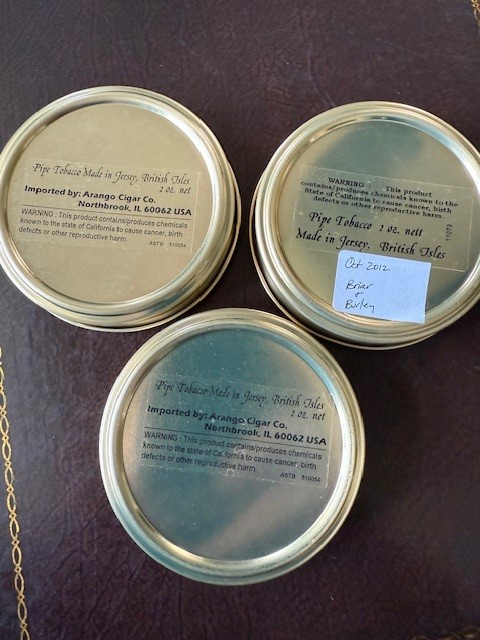 Pipe Tobacco Made in Jersey, British Isles
2 oz. net
Imported by: Arango Cigar Co.
Northbrook, IL 60062 USA
WARNING : This product contains/produces chemicals
known to the state of California to cause cancer, birth
defects or other reproductive harm.
ASTB 510054
WARNING This product
contains/produces chemicals known to the
State of California to cause cancer, birth
defects or other reproductive harm.
Pipe Tobacco 2 oz. nett
Made in Jersey, British Isles
Oct 2012
Briar
&
Burley
Pipe Tobacco Made in Jersey, British Isles
2 oz. net
Imported by: Arango Cigar Co.
Northbrook, IL 60062 USA
WARNING : This product contains/produces chemicals
known to the state of California to cause cancer, birth
defects or other reproductive harm.
ASTB 510054